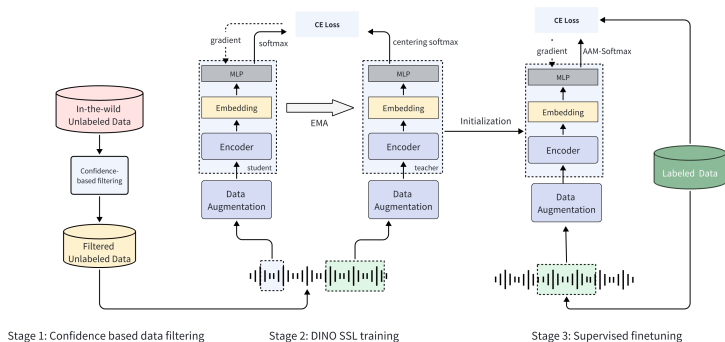 CE Loss
gradient
softmax
centering softmax
MLP
Embedding
Encoder
student
Data
Augmentation
EMA
MLP
Embedding
Encoder
teacher
Data
Augmentation
Initialization
CE Loss
gradient
AAM-Softmax
MLP
Embedding
Encoder
Data
Augmentation
Labeled Data
In-the-wild
Unlabeled Data
Confidence-
based filtering
Filtered
Unlabeled Data
Stage 1: Confidence based data filtering
Stage 2: DINO SSL training
Stage 3: Supervised finetuning